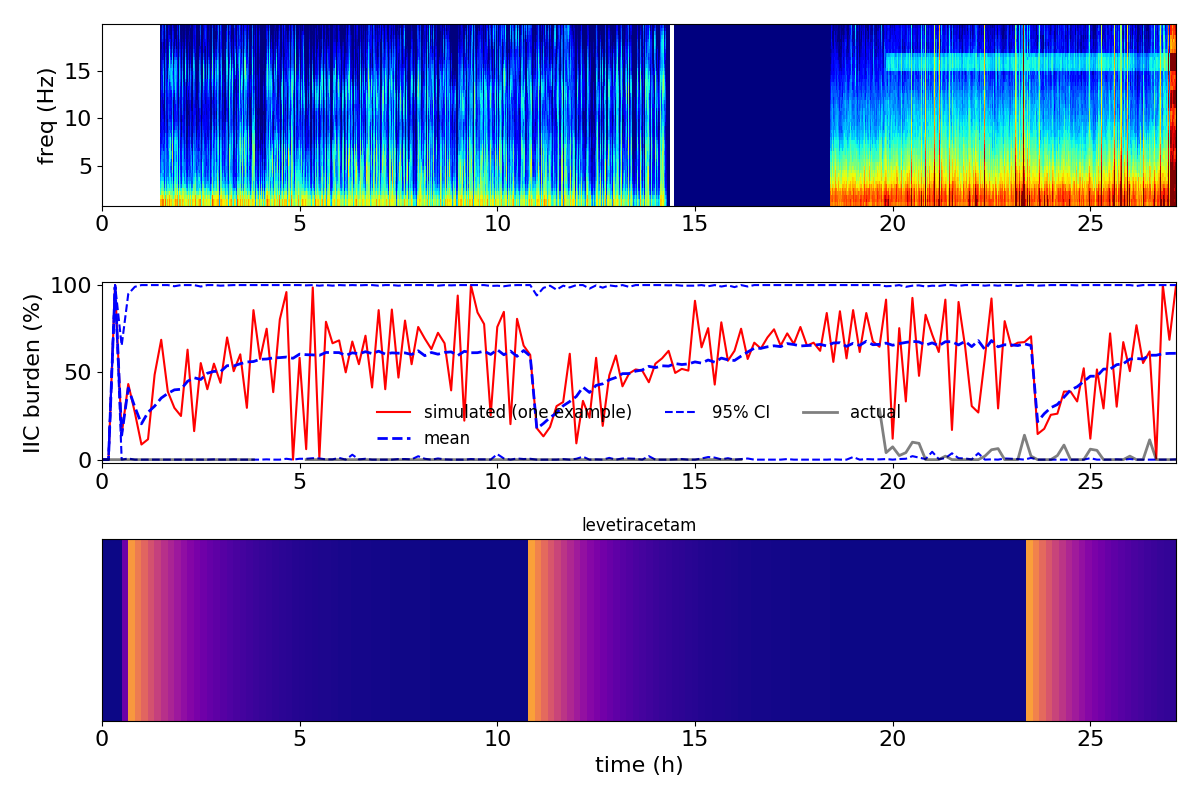 freq (Hz)
15
10
5
0 5 10 15 20 25
IIC burden (%)
100
50
0
simulated (one example) 95% CI actual
mean
0 5 10 15 20 25
levetiracetam
0 5 10 15 20 25
time (h)